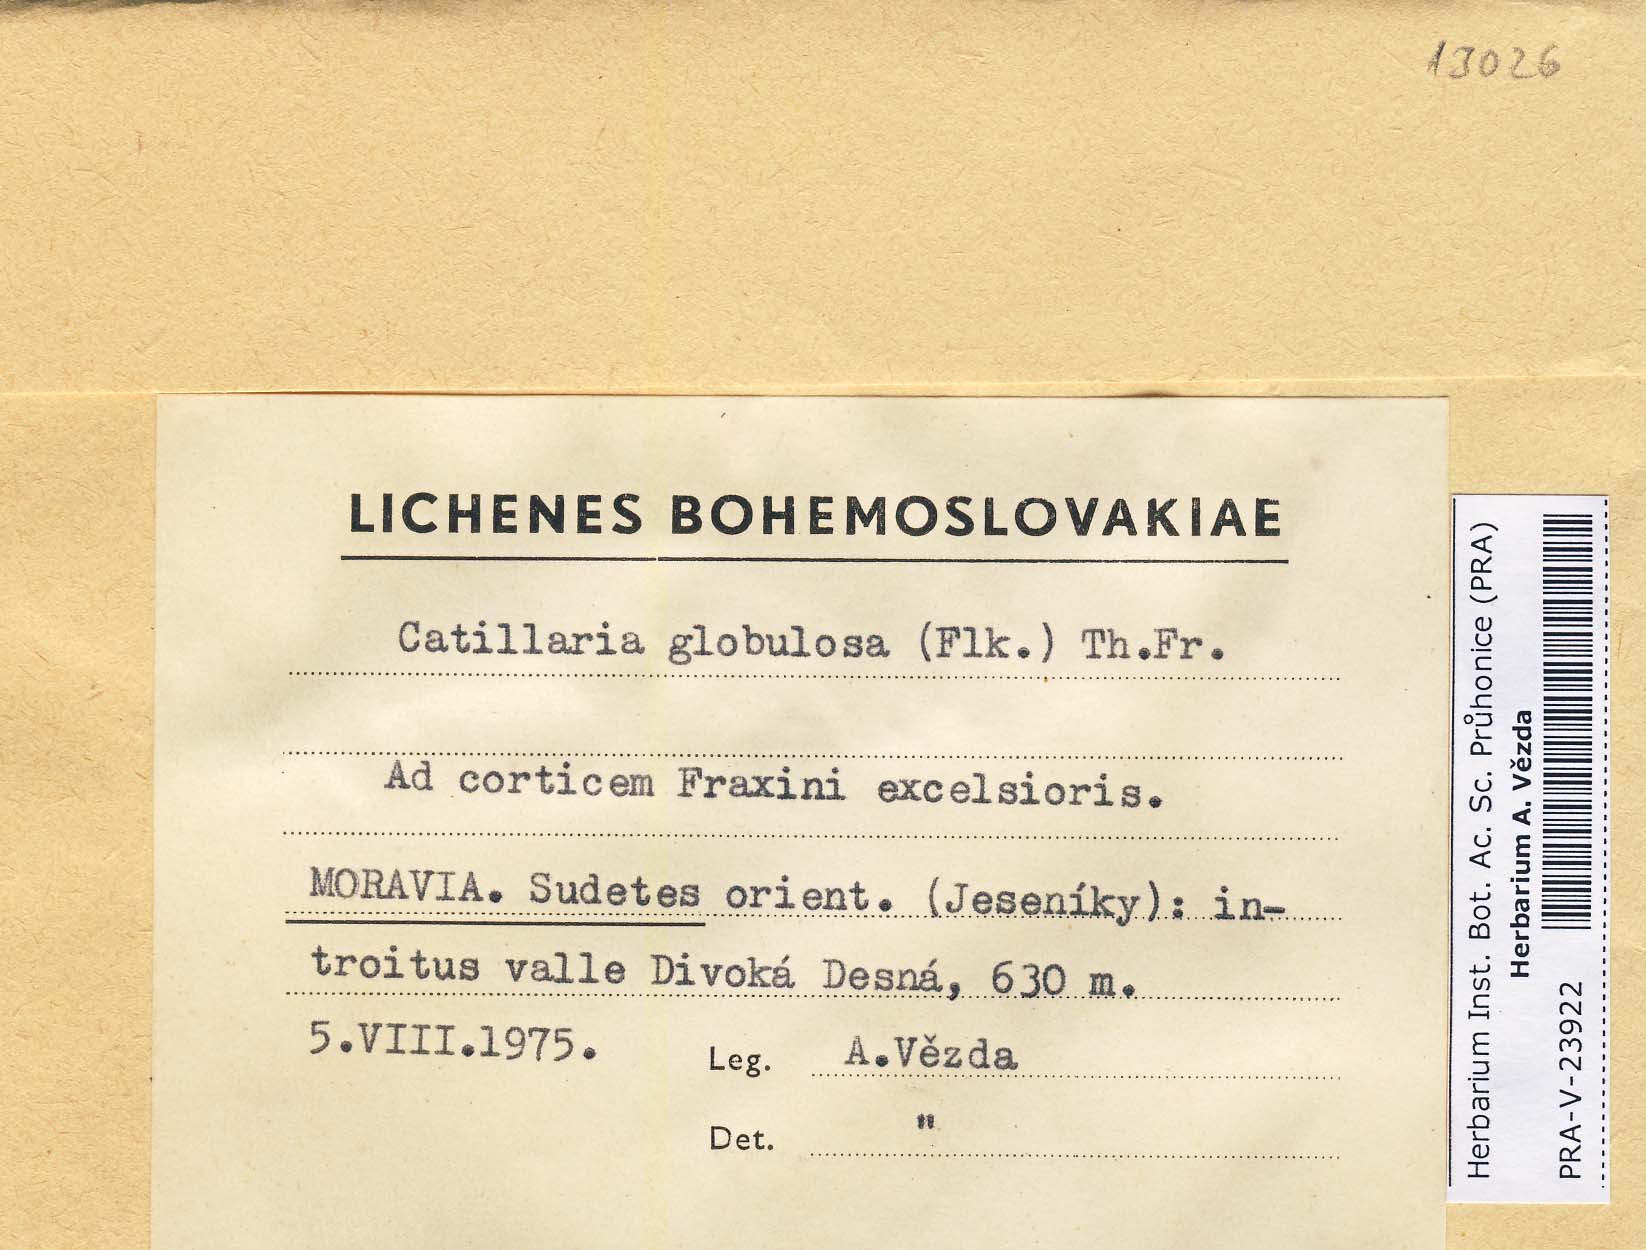 13026
LICHENES BOHEMOSLOVAKIAE
Catillaria globulosa (Flk.) Th.Fr.
Ad corticem Fraxini excelsioris.
MORAVIA. Sudetes orient. (Jeseníky): in-
troitus valle Divoká Desná, 630 m.
5.VIII.1975.
Leg. A.Vězda
Det. "
Herbarium Inst. Bot. Ac. Sc. Průhonice (PRA)
Herbarium A. Vězda
PRA-V-23922